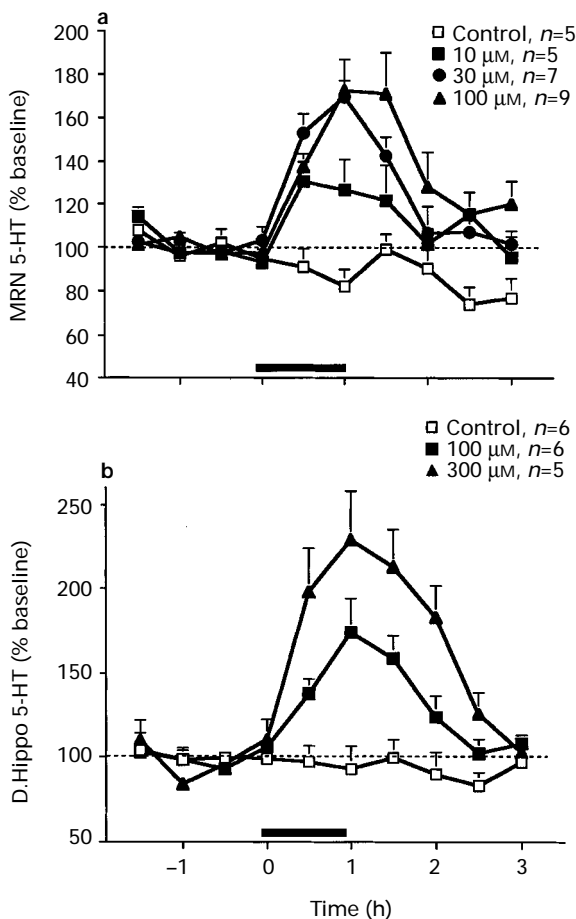 a
Control, n=5
10 μM, n=5
30 μM, n=7
100 μM, n=9
200
180
160
140
120
100
80
60
40
MRN 5-HT (% baseline)
b
Control, n=6
100 μM, n=6
300 μM, n=5
250
200
150
100
50
D.Hippo 5-HT (% baseline)
–1 0 1 2 3
Time (h)